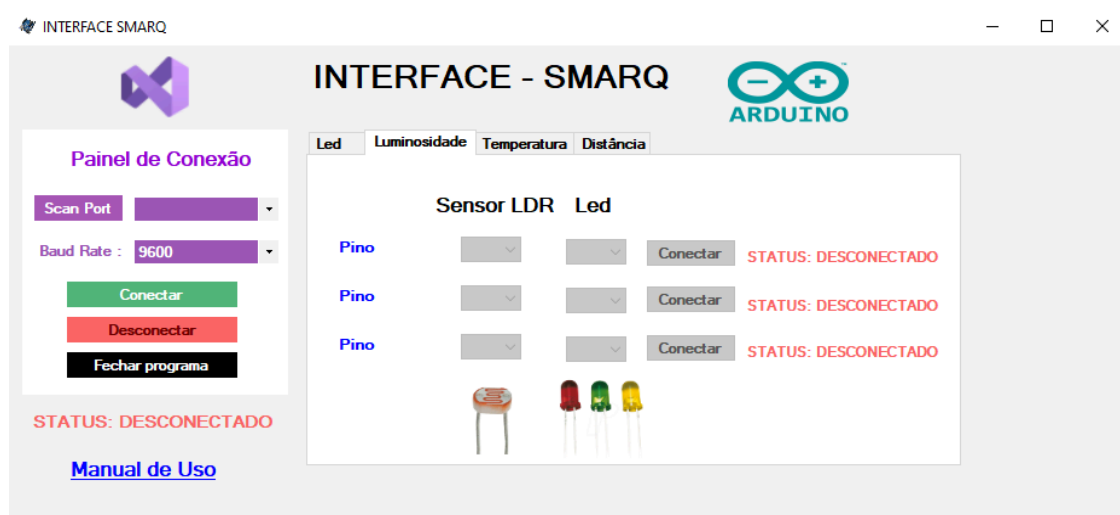 INTERFACE SMARQ
INTERFACE - SMARQ
ARDUINO
Painel de Conexão
Scan Port
Baud Rate : 9600
Conectar
Desconectar
Fechar programa
STATUS: DESCONECTADO
Manual de Uso
Led Luminosidade Temperatura Distância
Sensor LDR Led
Pino Conectar STATUS: DESCONECTADO
Pino Conectar STATUS: DESCONECTADO
Pino Conectar STATUS: DESCONECTADO